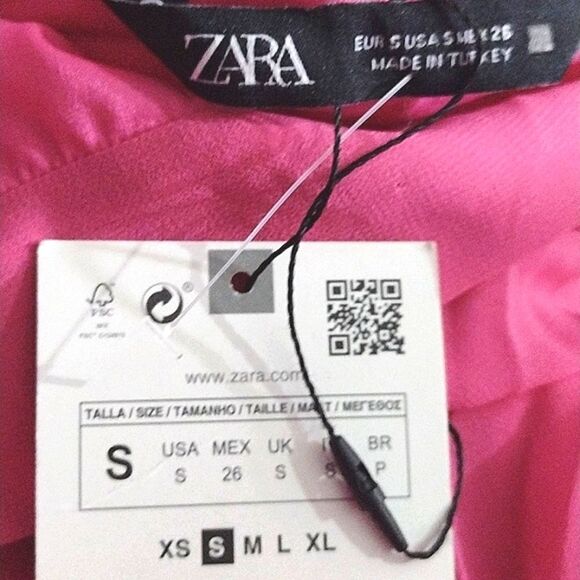 ZARA
EUR S USA S MEX 26
MADE IN TURKEY
FSC
www.zara.com
TALLA / SIZE / TAMANHO / TAILLE / MAAT / ΜΕΓΕΘΟΣ
S
USA MEX UK BR
S 26 S S P
XS S M L XL